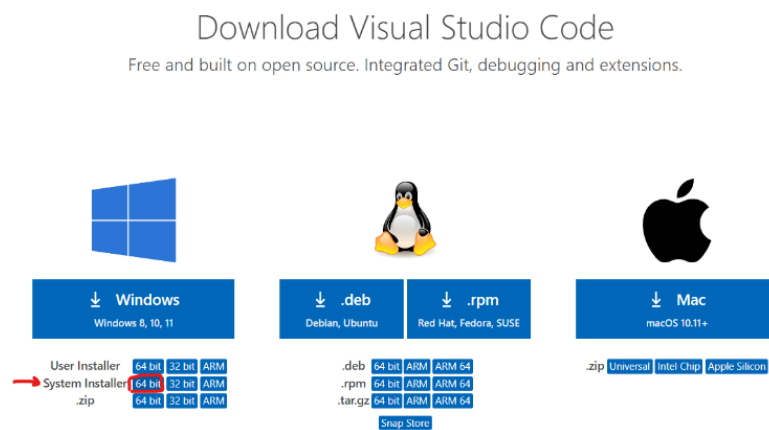 Download Visual Studio Code
Free and built on open source. Integrated Git, debugging and extensions.
Windows
Windows 8, 10, 11
User Installer 64 bit 32 bit ARM
System Installer 64 bit 32 bit ARM
.zip 64 bit 32 bit ARM
.deb
Debian, Ubuntu
.rpm
Red Hat, Fedora, SUSE
.deb 64 bit ARM ARM 64
.rpm 64 bit ARM ARM 64
.tar.gz 64 bit ARM ARM 64
Snap Store
Mac
macOS 10.11+
.zip Universal Intel Chip Apple Silicon